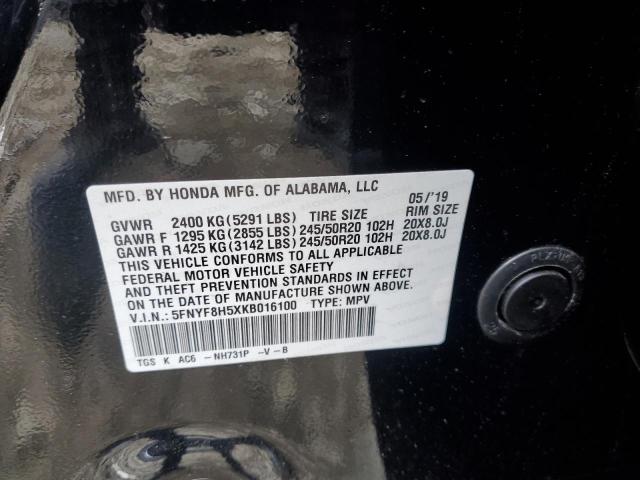 MFD. BY HONDA MFG. OF ALABAMA, LLC 05/'19
GVWR 2400 KG(5291 LBS) TIRE SIZE RIM SIZE
GAWR F 1295 KG(2855 LBS)245/50R20 102H 20X8.0J
GAWR R 1425 KG(3142 LBS)245/50R20 102H 20X8.0J
THIS VEHICLE CONFORMS TO ALL APPLICABLE
FEDERAL MOTOR VEHICLE SAFETY
AND THEFT PREVENTION STANDARDS IN EFFECT
ON THE DATE OF MANUFACTURE SHOWN ABOVE.
V.I.N.: 5FNYF8H5XKB016100 TYPE: MPV
TGS K AC6 -NH731P -V-B